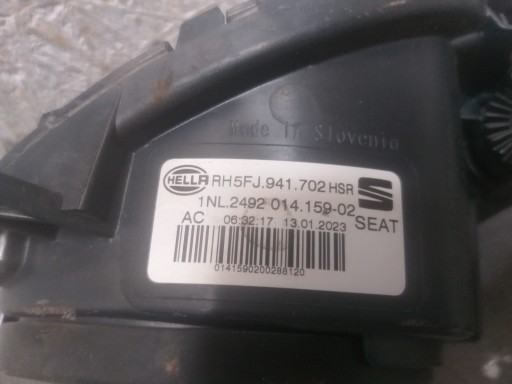 Made in Slovenia
HELLA RH5FJ.941.702 HSR
1NL.2492 014.159-02
AC 06:32:17 13.01.2023 SEAT
0141590200288120